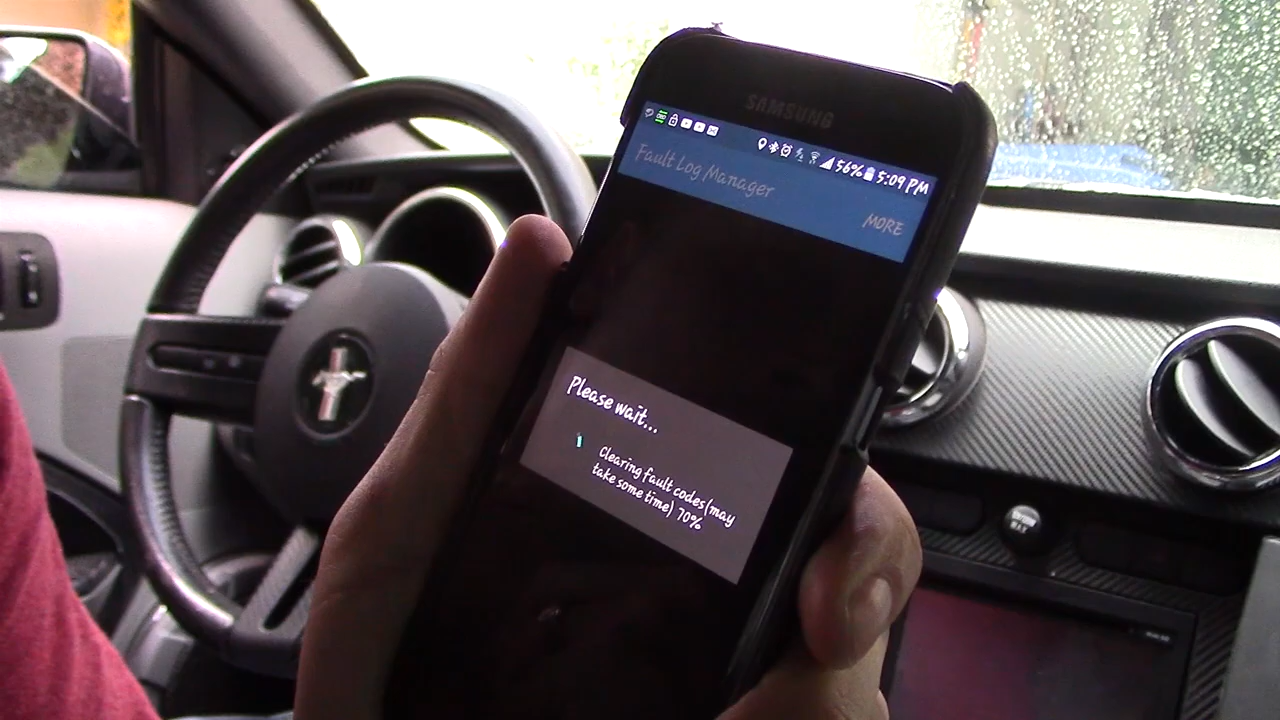 SAMSUNG
56% 5:09 PM
Fault Log Manager
MORE
Please wait...
Clearing fault codes(may
take some time) 70%